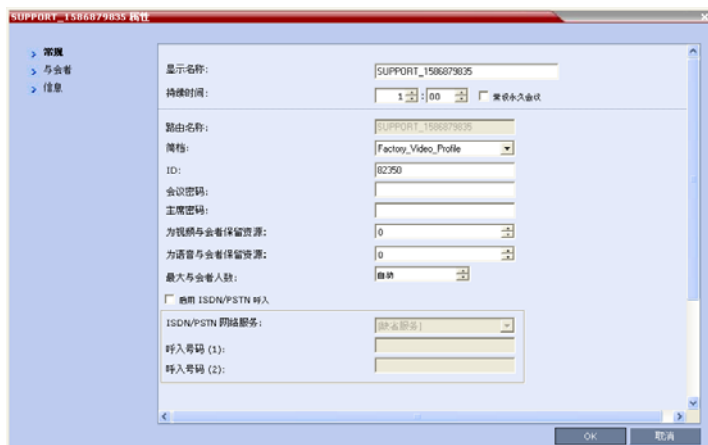 SUPPORT_1586879835 属性
常规
与会者
信息
显示名称: SUPPORT_1586879835
持续时间: 1 : 00 常设永久会议
路由名称: SUPPORT_1586879835
简档: Factory_Video_Profile
ID: 82350
会议密码:
主席密码:
为视频与会者保留资源: 0
为语音与会者保留资源: 0
最大与会者人数: 自动
启用 ISDN/PSTN 呼入
ISDN/PSTN 网络服务: [缺省服务]
呼入号码 (1):
呼入号码 (2):
OK 取消